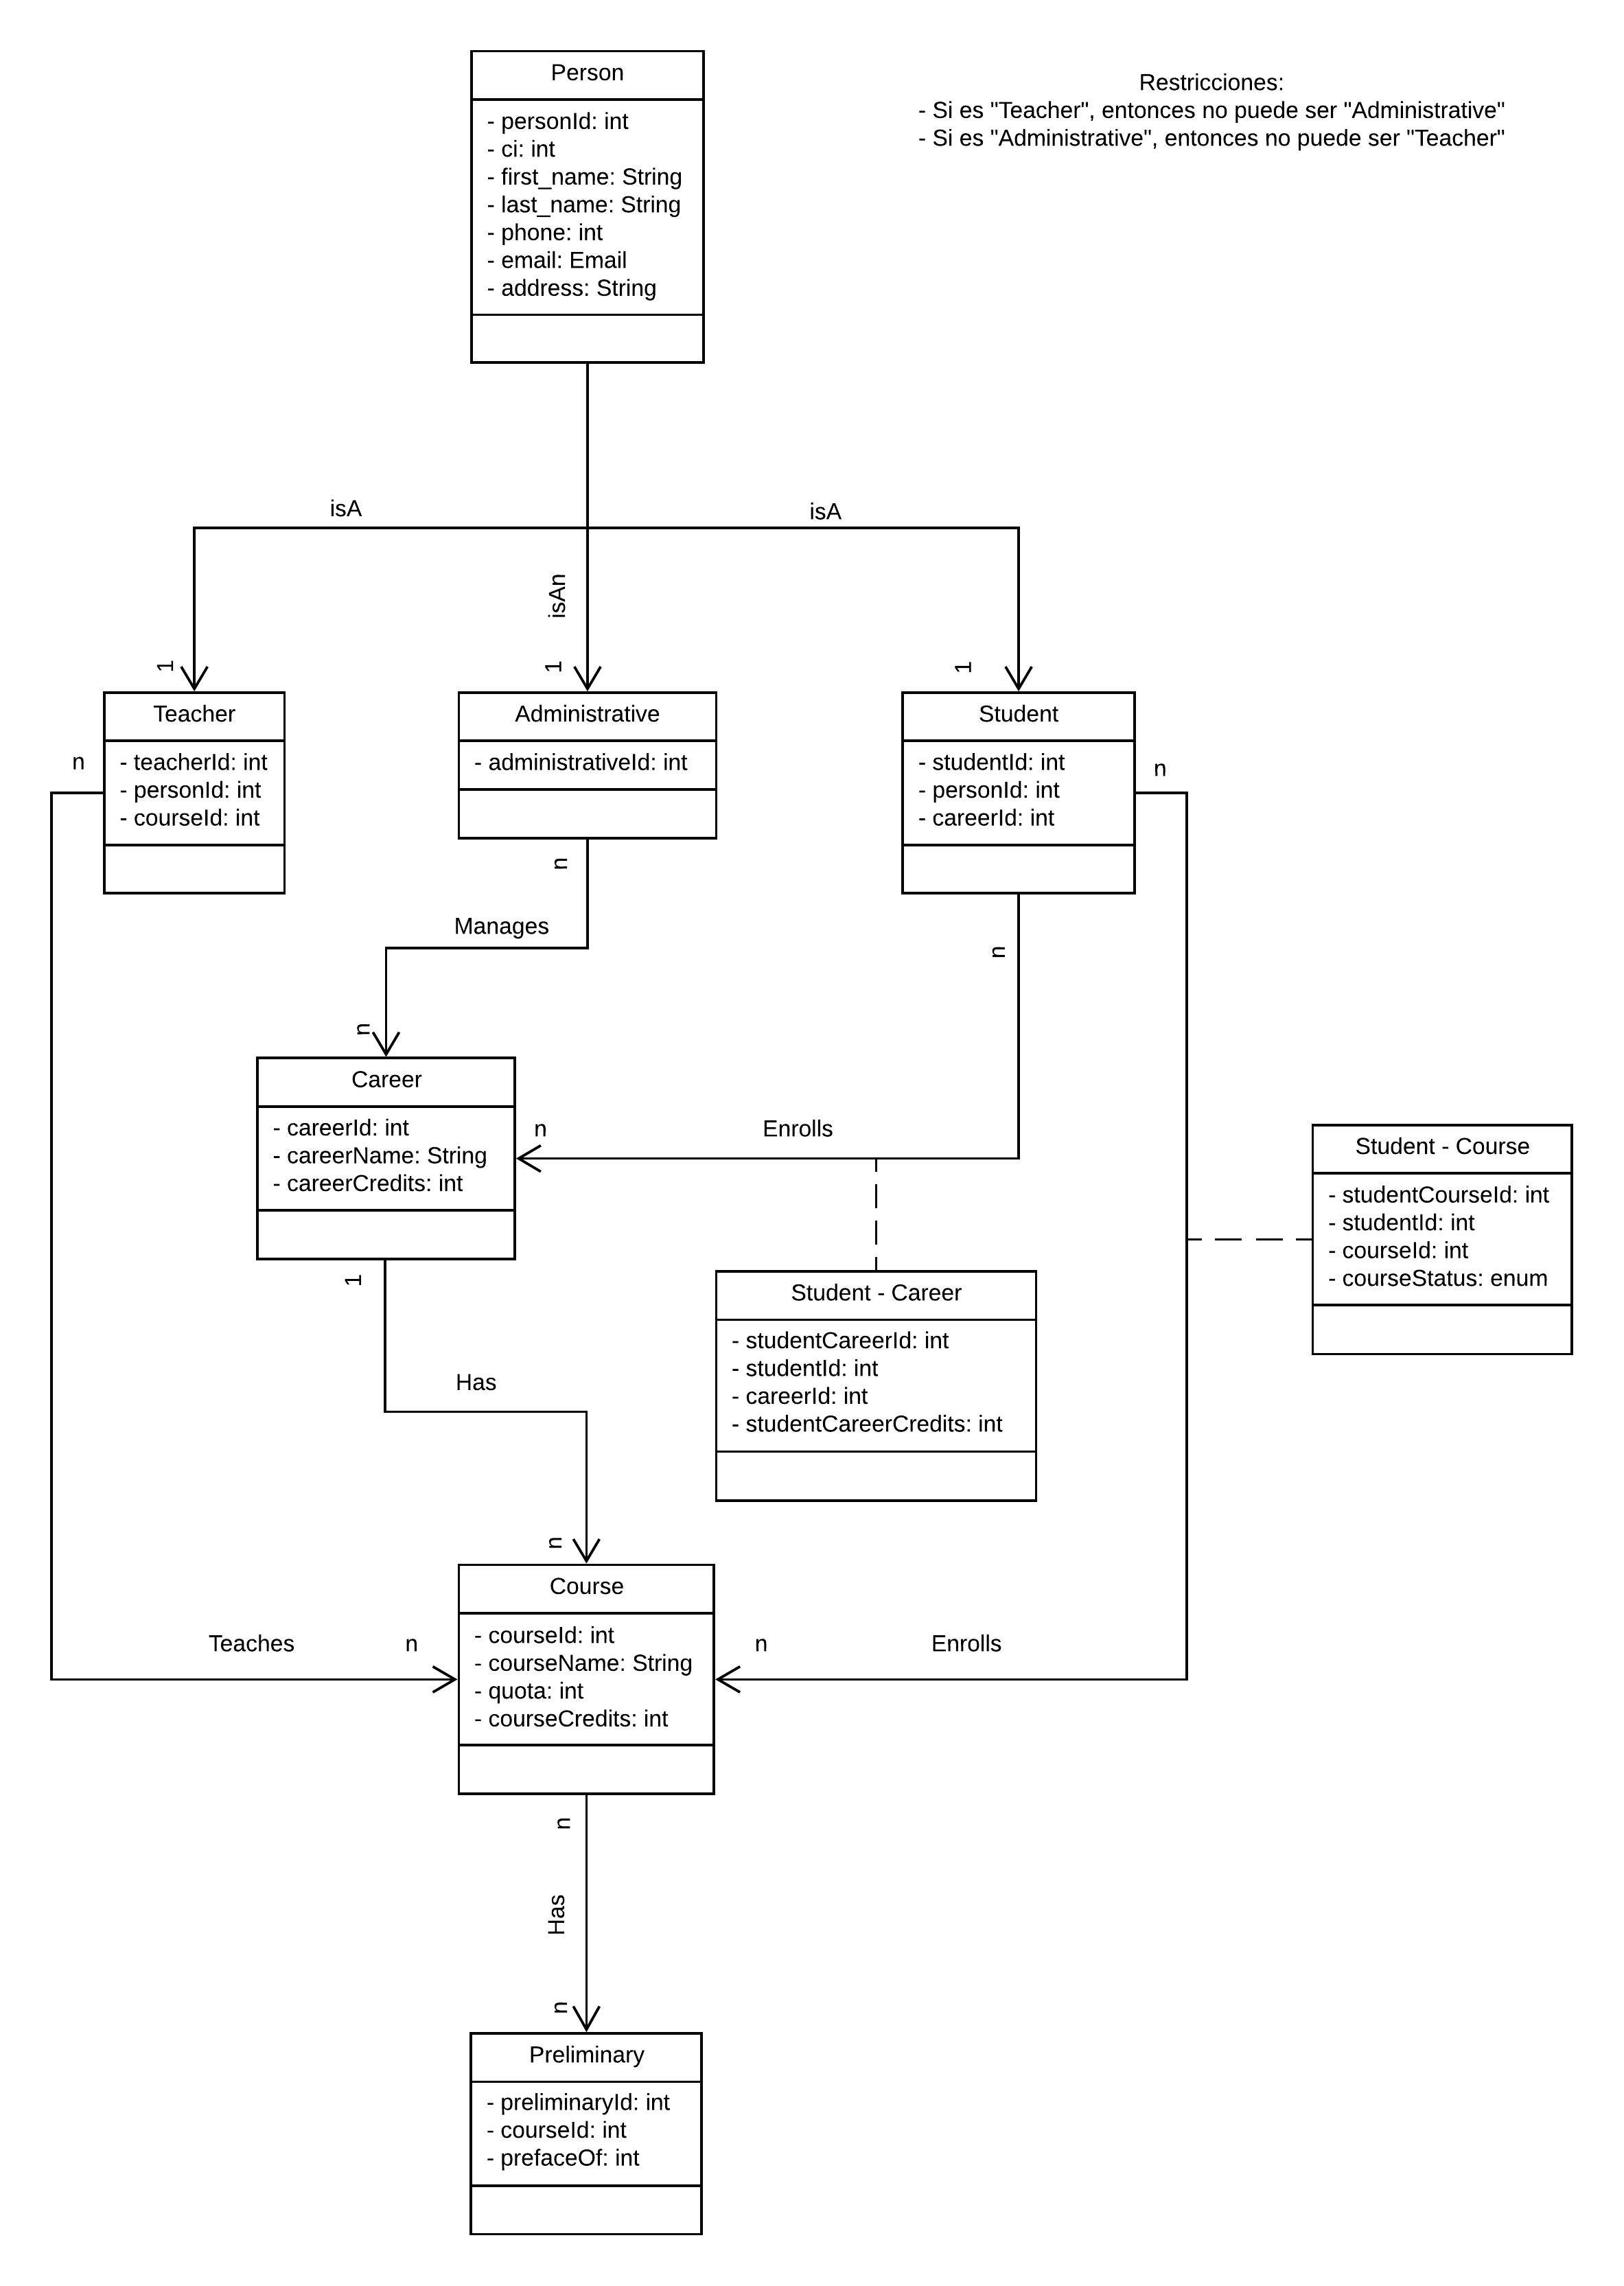 Person
- personId: int
- ci: int
- first_name: String
- last_name: String
- phone: int
- email: Email
- address: String
Restricciones:
- Si es "Teacher", entonces no puede ser "Administrative"
- Si es "Administrative", entonces no puede ser "Teacher"
isA
isA
isAn
1
1
1
Teacher
- teacherId: int
- personId: int
- courseId: int
n
Administrative
- administrativeId: int
n
Student
- studentId: int
- personId: int
- careerId: int
n
n
Manages
n
Career
- careerId: int
- careerName: String
- careerCredits: int
n
Enrolls
1
Student - Course
- studentCourseId: int
- studentId: int
- courseId: int
- courseStatus: enum
Student - Career
- studentCareerId: int
- studentId: int
- careerId: int
- studentCareerCredits: int
Has
n
Course
- courseId: int
- courseName: String
- quota: int
- courseCredits: int
Teaches
n
n
Enrolls
n
Has
n
Preliminary
- preliminaryId: int
- courseId: int
- prefaceOf: int